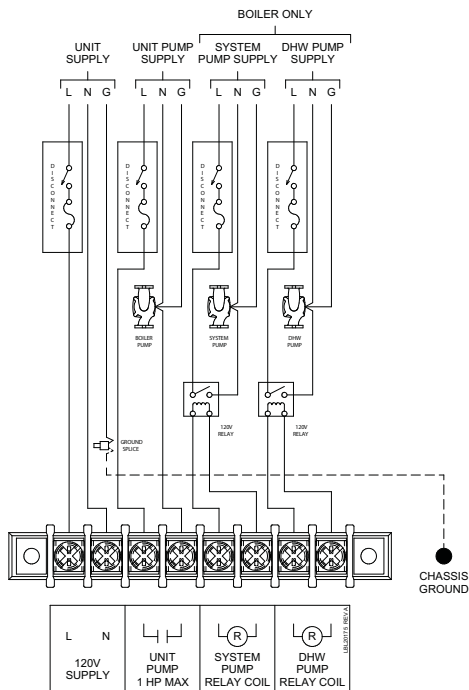 BOILER ONLY
UNIT
SUPPLY
UNIT PUMP
SUPPLY
SYSTEM
PUMP SUPPLY
DHW PUMP
SUPPLY
L N G
L N G
L N G
L N G
DISCONNECT
DISCONNECT
DISCONNECT
DISCONNECT
BOILER
PUMP
SYSTEM
PUMP
DHW
PUMP
120V
RELAY
120V
RELAY
GROUND
SPLICE
CHASSIS
GROUND
L N
120V
SUPPLY
UNIT
PUMP
1 HP MAX
R
SYSTEM
PUMP
RELAY COIL
R
DHW
PUMP
RELAY COIL
LBL20175 REV A